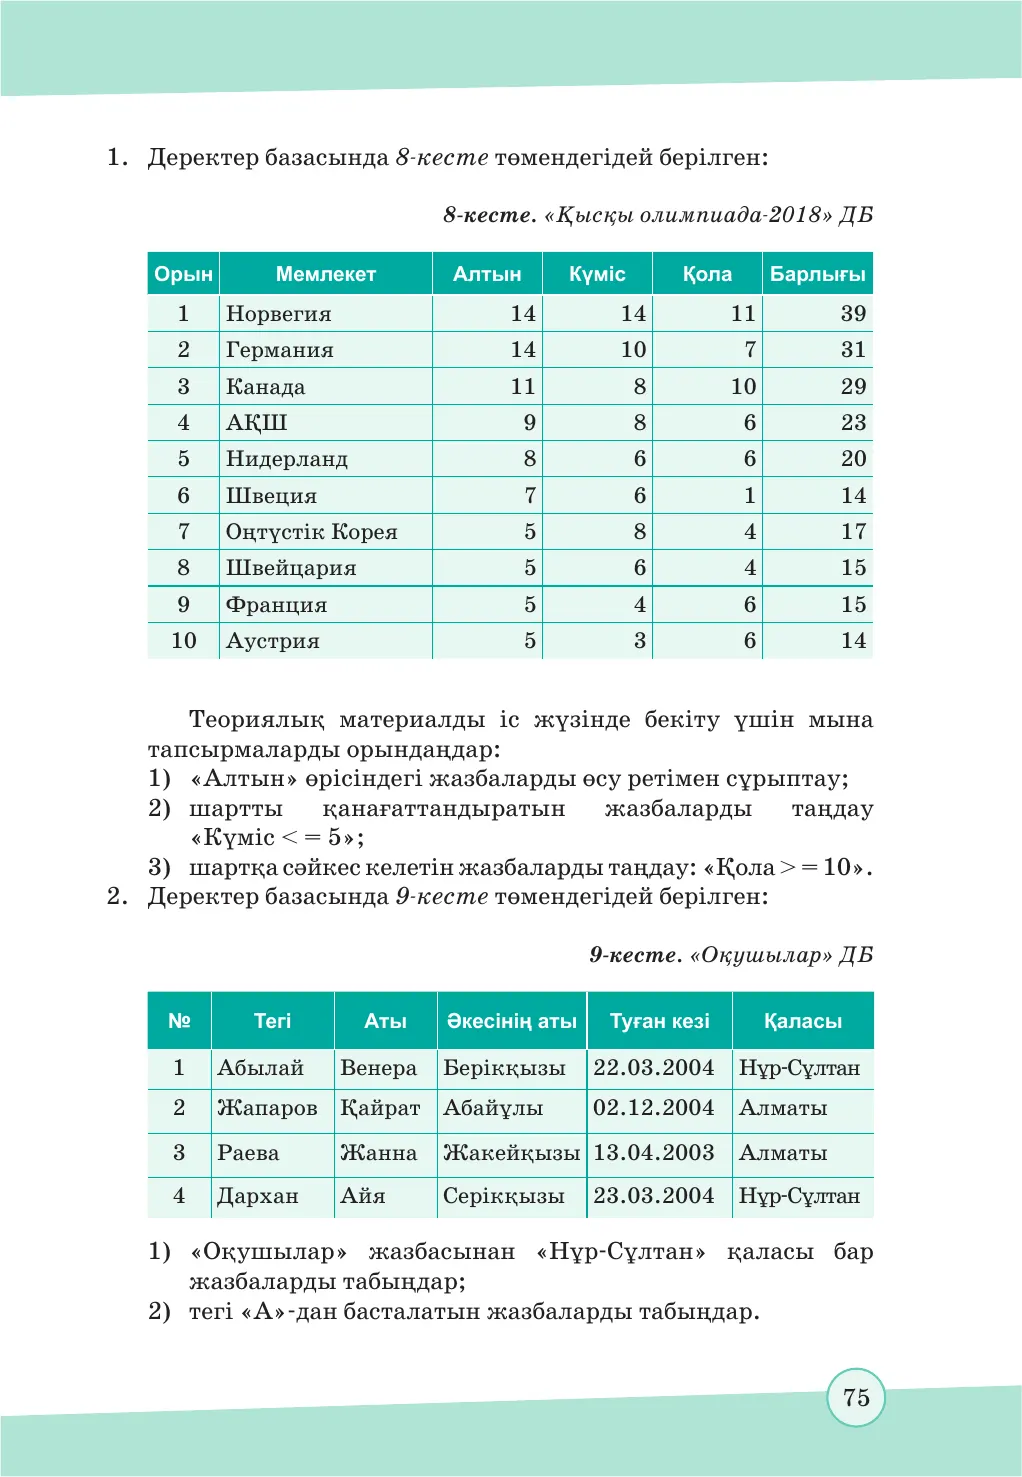 1. Деректер базасында 8-кесте төмендегідей берілген:
8-кесте. «Қысқы олимпиада-2018» ДБ
Орын Мемлекет Алтын Күміс Қола Барлығы
1 Норвегия 14 14 11 39
2 Германия 14 10 7 31
3 Канада 11 8 10 29
4 АҚШ 9 8 6 23
5 Нидерланд 8 6 6 20
6 Швеция 7 6 1 14
7 Оңтүстік Корея 5 8 4 17
8 Швейцария 5 6 4 15
9 Франция 5 4 6 15
10 Аустрия 5 3 6 14
Теориялық материалды іс жүзінде бекіту үшін мына
тапсырмаларды орындаңдар:
1) «Алтын» өрісіндегі жазбаларды өсу ретімен сұрыптау;
2) шартты қанағаттандыратын жазбаларды таңдау
«Күміс < = 5»;
3) шартқа сәйкес келетін жазбаларды таңдау: «Қола > = 10».
2. Деректер базасында 9-кесте төмендегідей берілген:
9-кесте. «Оқушылар» ДБ
№ Тегі Аты Әкесінің аты Туған кезі Қаласы
1 Абылай Венера Берікқызы 22.03.2004 Нұр-Сұлтан
2 Жапаров Қайрат Абайұлы 02.12.2004 Алматы
3 Раева Жанна Жакейқызы 13.04.2003 Алматы
4 Дархан Айя Серікқызы 23.03.2004 Нұр-Сұлтан
1) «Оқушылар» жазбасынан «Нұр-Сұлтан» қаласы бар
жазбаларды табыңдар;
2) тегі «А»-дан басталатын жазбаларды табыңдар.
75